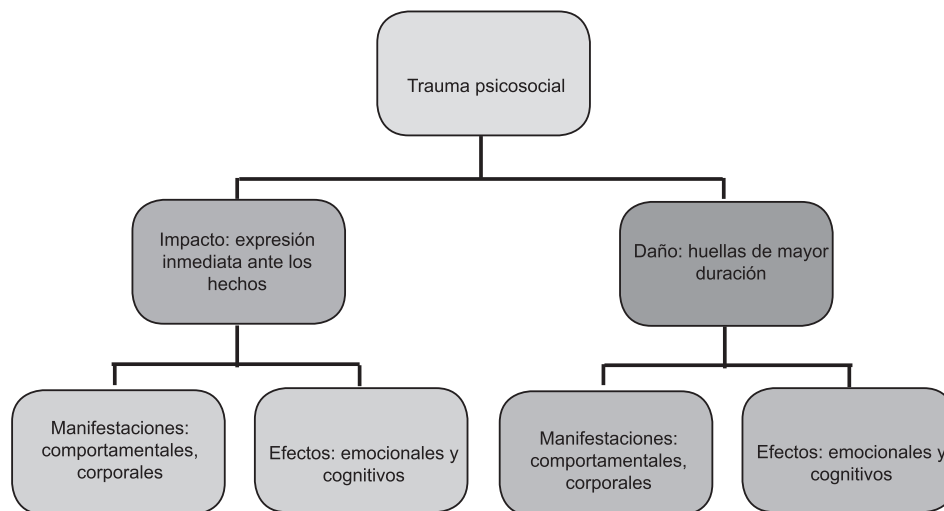 Trauma psicosocial
Impacto: expresión
inmediata ante los
hechos
Daño: huellas de mayor
duración
Manifestaciones:
comportamentales,
corporales
Efectos: emocionales y
cognitivos
Manifestaciones:
comportamentales,
corporales
Efectos: emocionales y
cognitivos